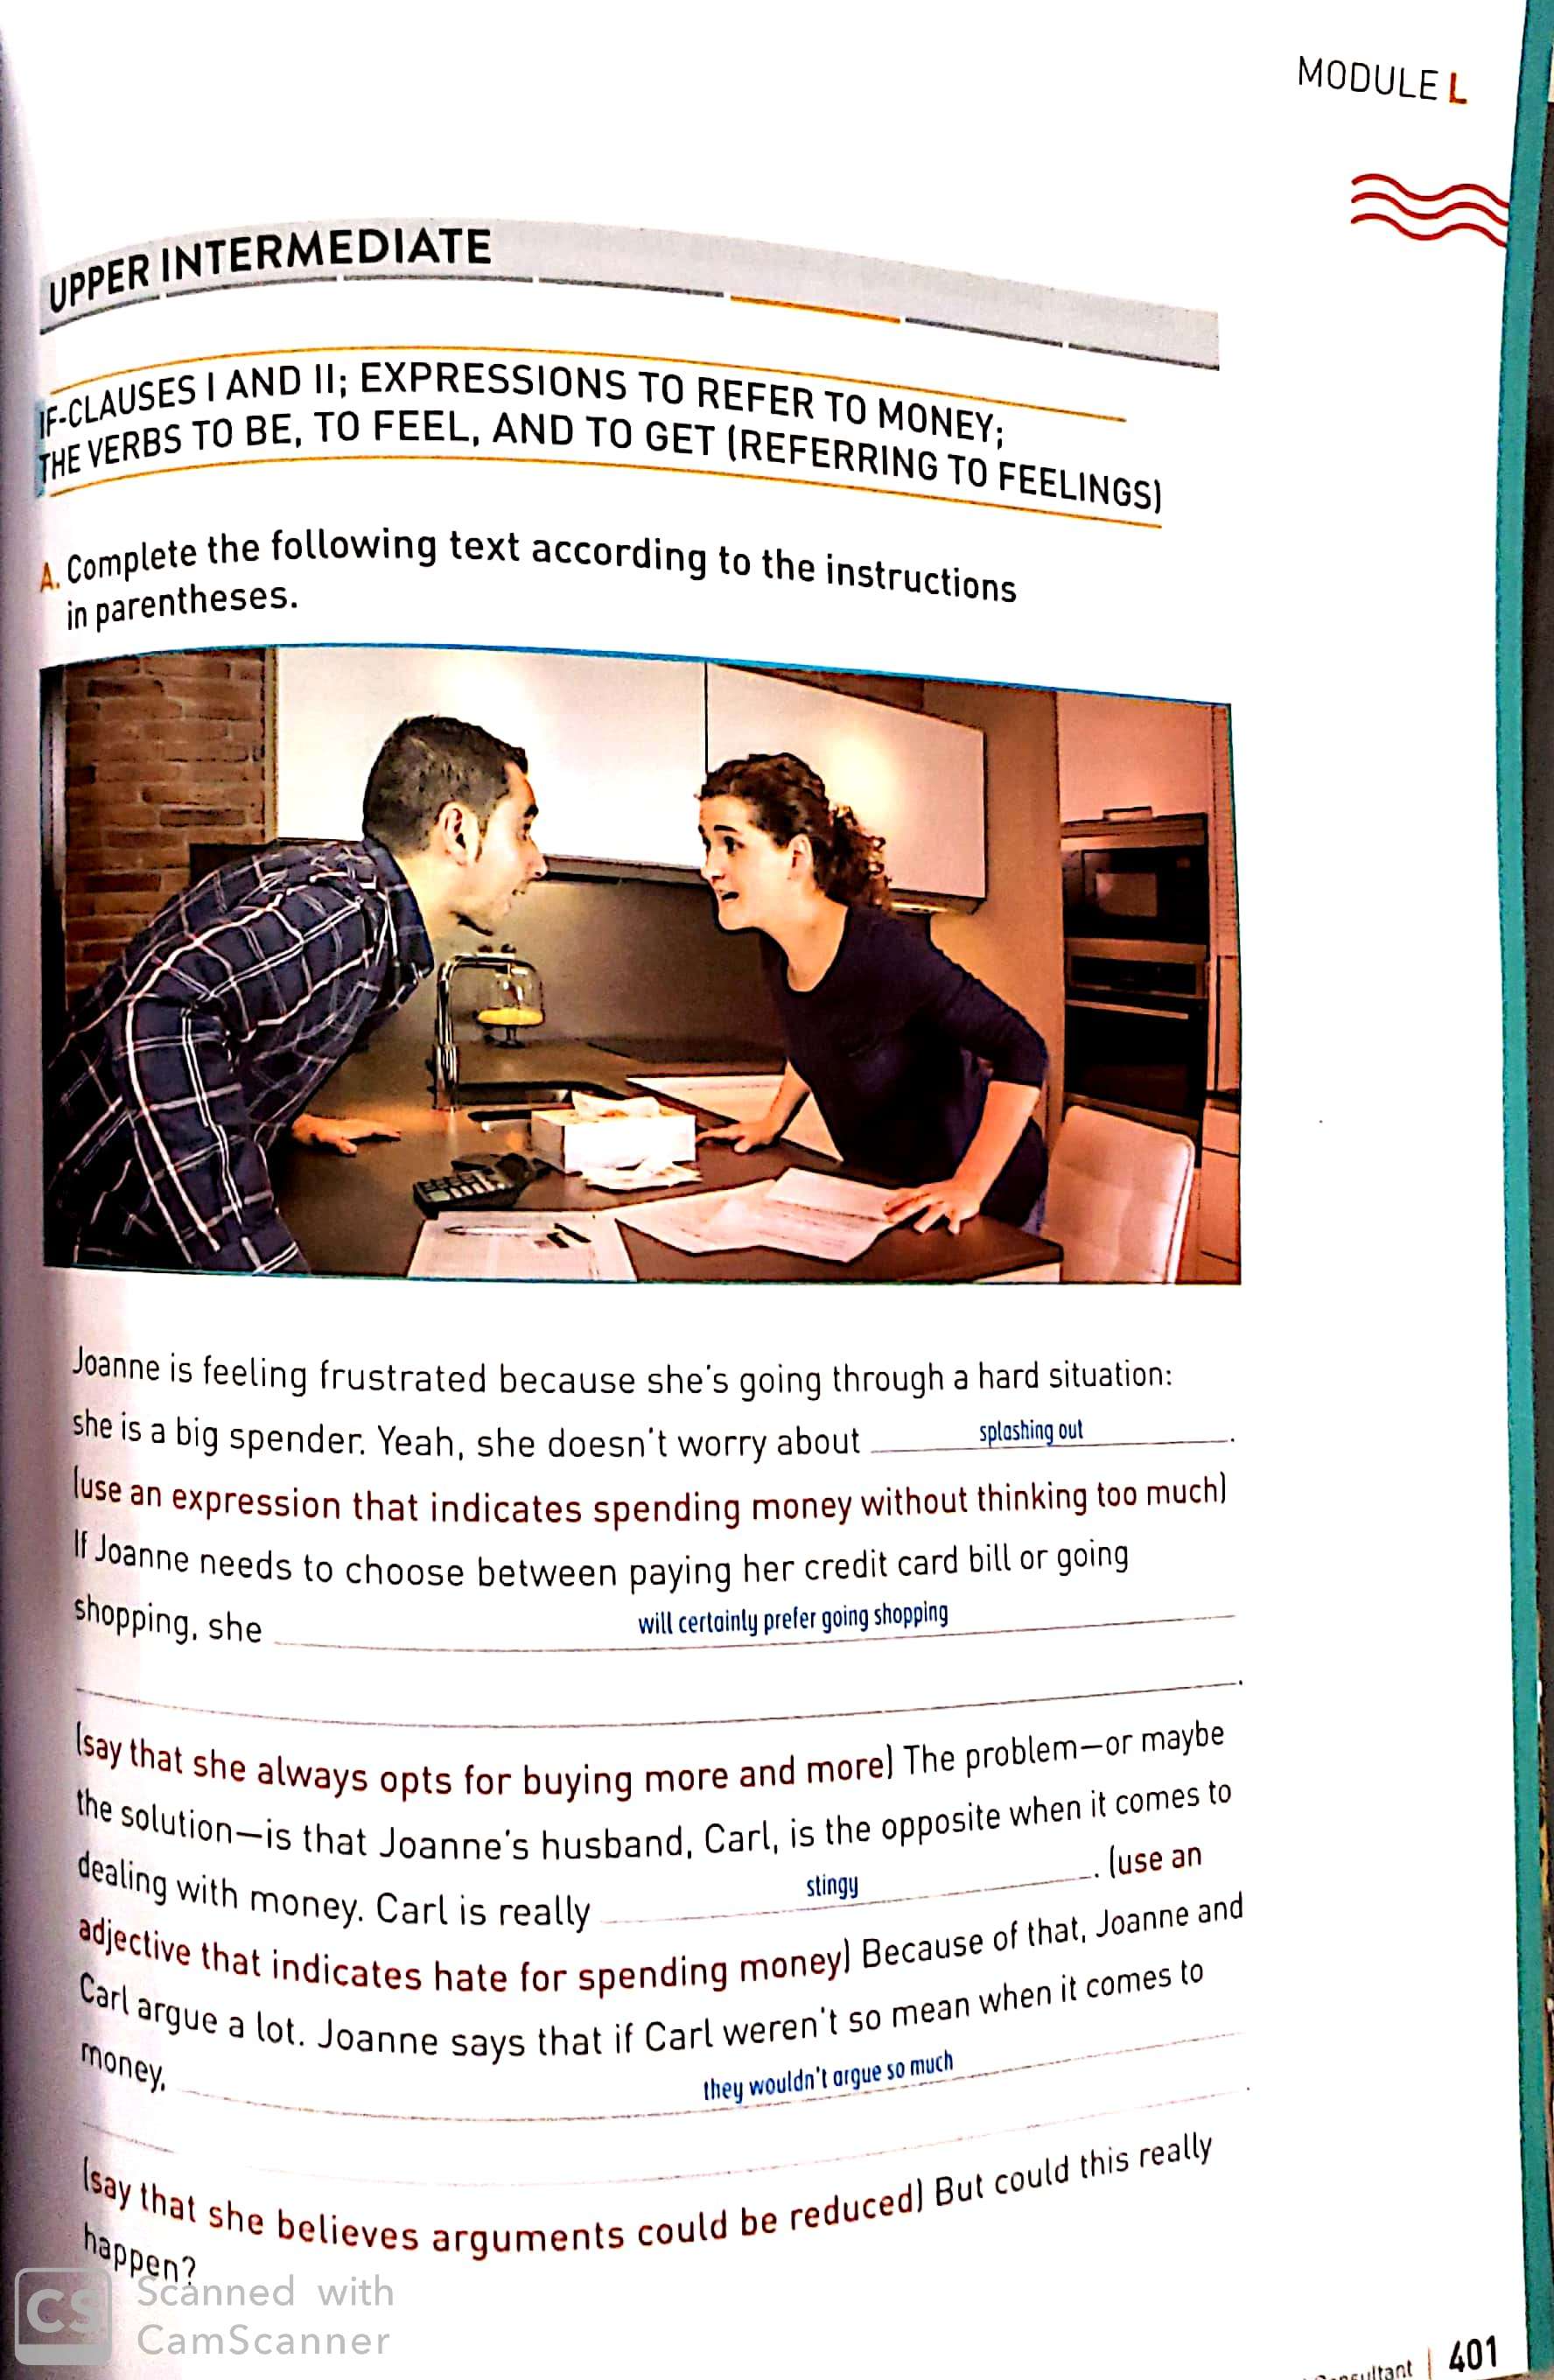 MODULE L
UPPER INTERMEDIATE
IF-CLAUSES I AND II; EXPRESSIONS TO REFER TO MONEY;
THE VERBS TO BE, TO FEEL, AND TO GET (REFERRING TO FEELINGS)
A. Complete the following text according to the instructions
in parentheses.
Joanne is feeling frustrated because she's going through a hard situation:
she is a big spender. Yeah, she doesn't worry about splashing out.
(use an expression that indicates spending money without thinking too much)
If Joanne needs to choose between paying her credit card bill or going
shopping, she will certainly prefer going shopping
.
(say that she always opts for buying more and more) The problem—or maybe
the solution—is that Joanne's husband, Carl, is the opposite when it comes to
dealing with money. Carl is really stingy. (use an
adjective that indicates hate for spending money) Because of that, Joanne and
Carl argue a lot. Joanne says that if Carl weren't so mean when it comes to
money, they wouldn't argue so much
.
(say that she believes arguments could be reduced) But could this really
happen?
CS Scanned with
CamScanner
401